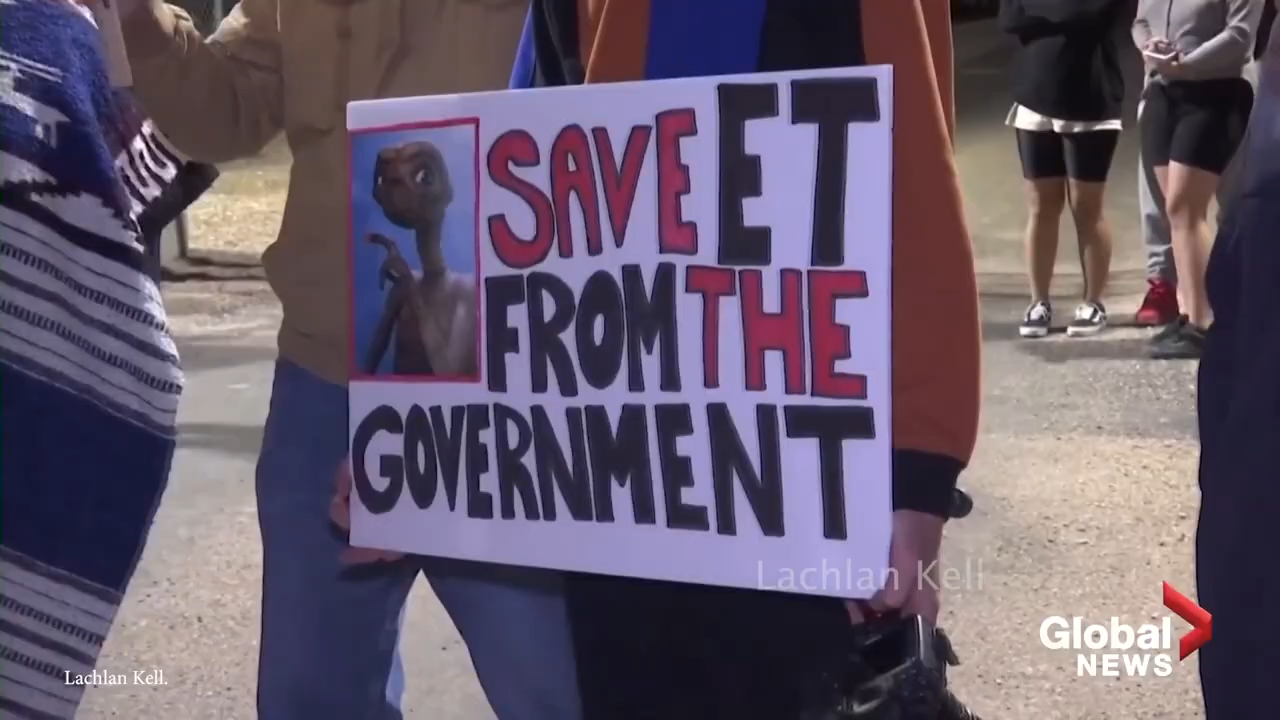 SAVE ET
FROM THE
GOVERNMENT
Lachlan Kell
Global
NEWS
Lachlan Kell.